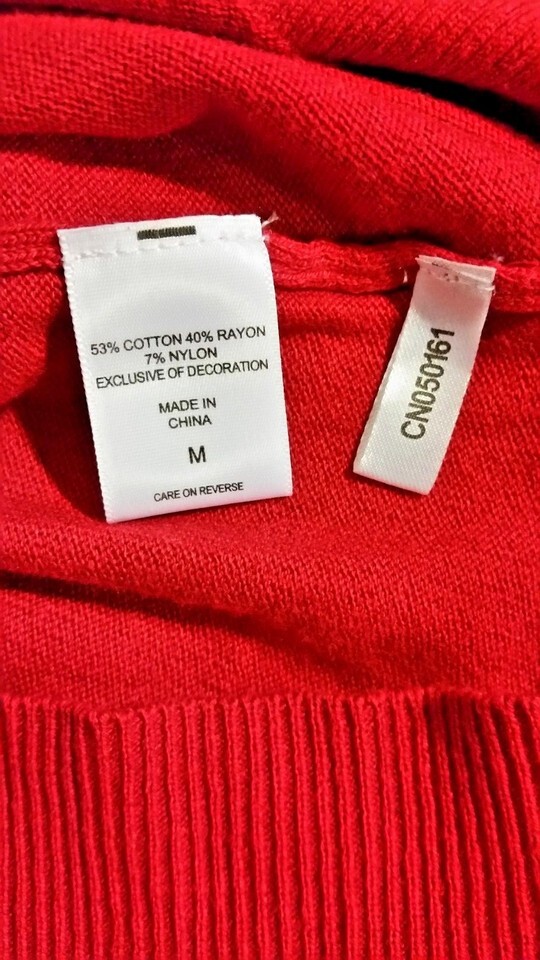 53% COTTON 40% RAYON
7% NYLON
EXCLUSIVE OF DECORATION
MADE IN
CHINA
M
CARE ON REVERSE
CN050161